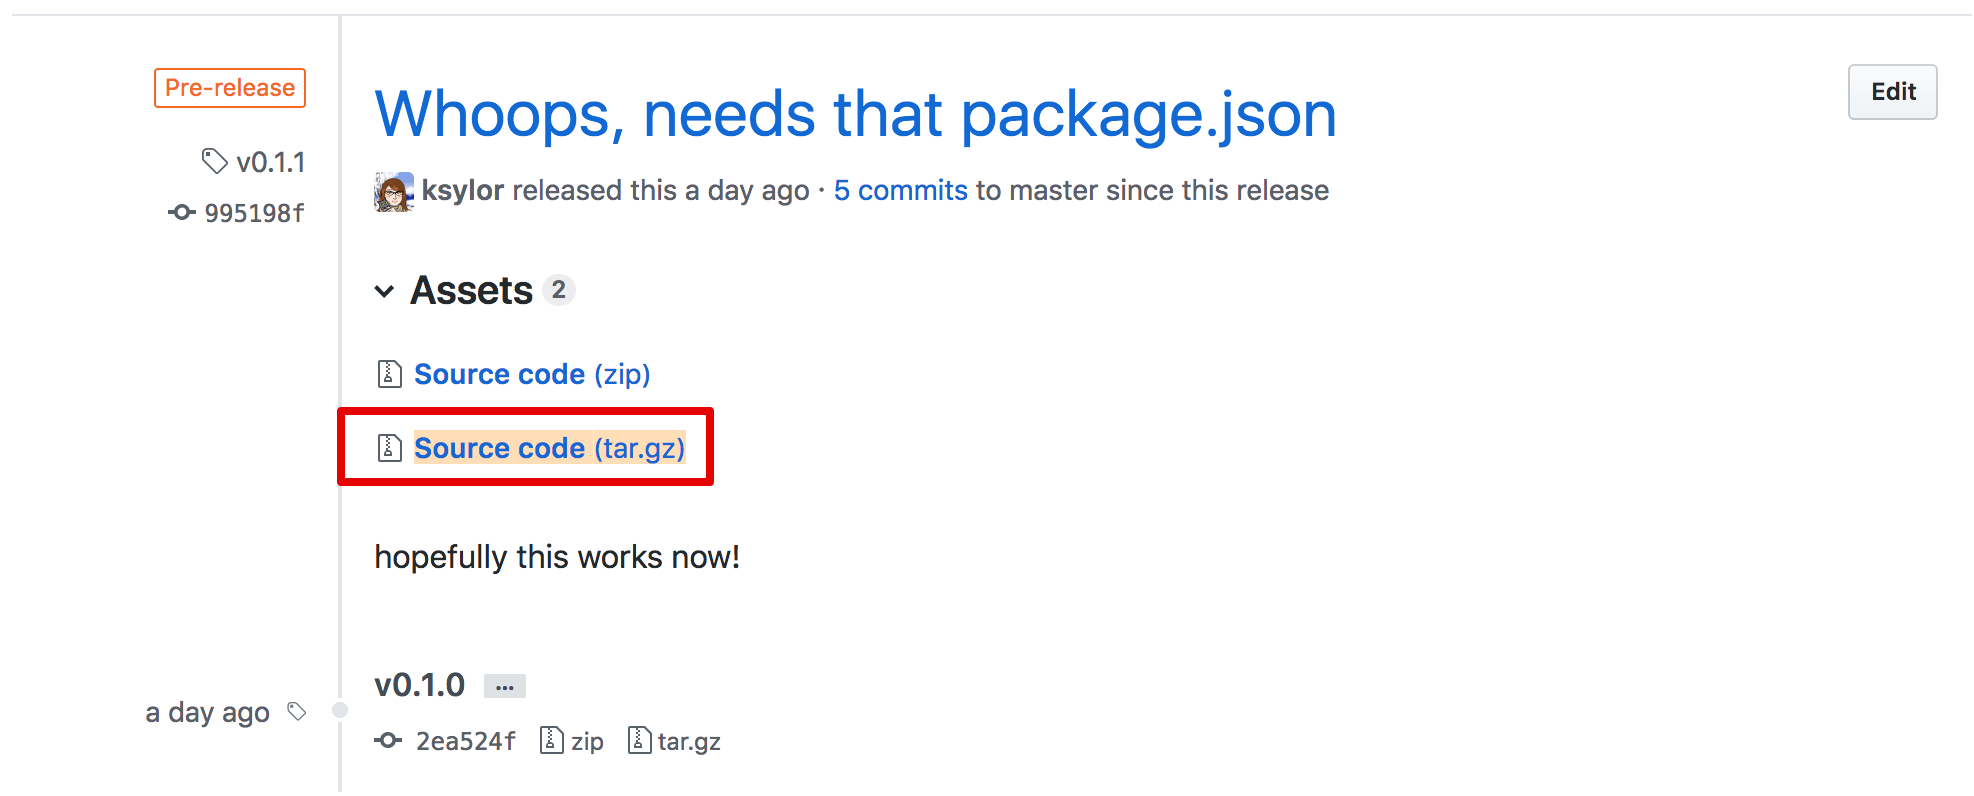 Pre-release
v0.1.1
995198f
Whoops, needs that package.json
Edit
ksylor released this a day ago · 5 commits to master since this release
Assets 2
Source code (zip)
Source code (tar.gz)
hopefully this works now!
a day ago
v0.1.0 ...
2ea524f zip tar.gz